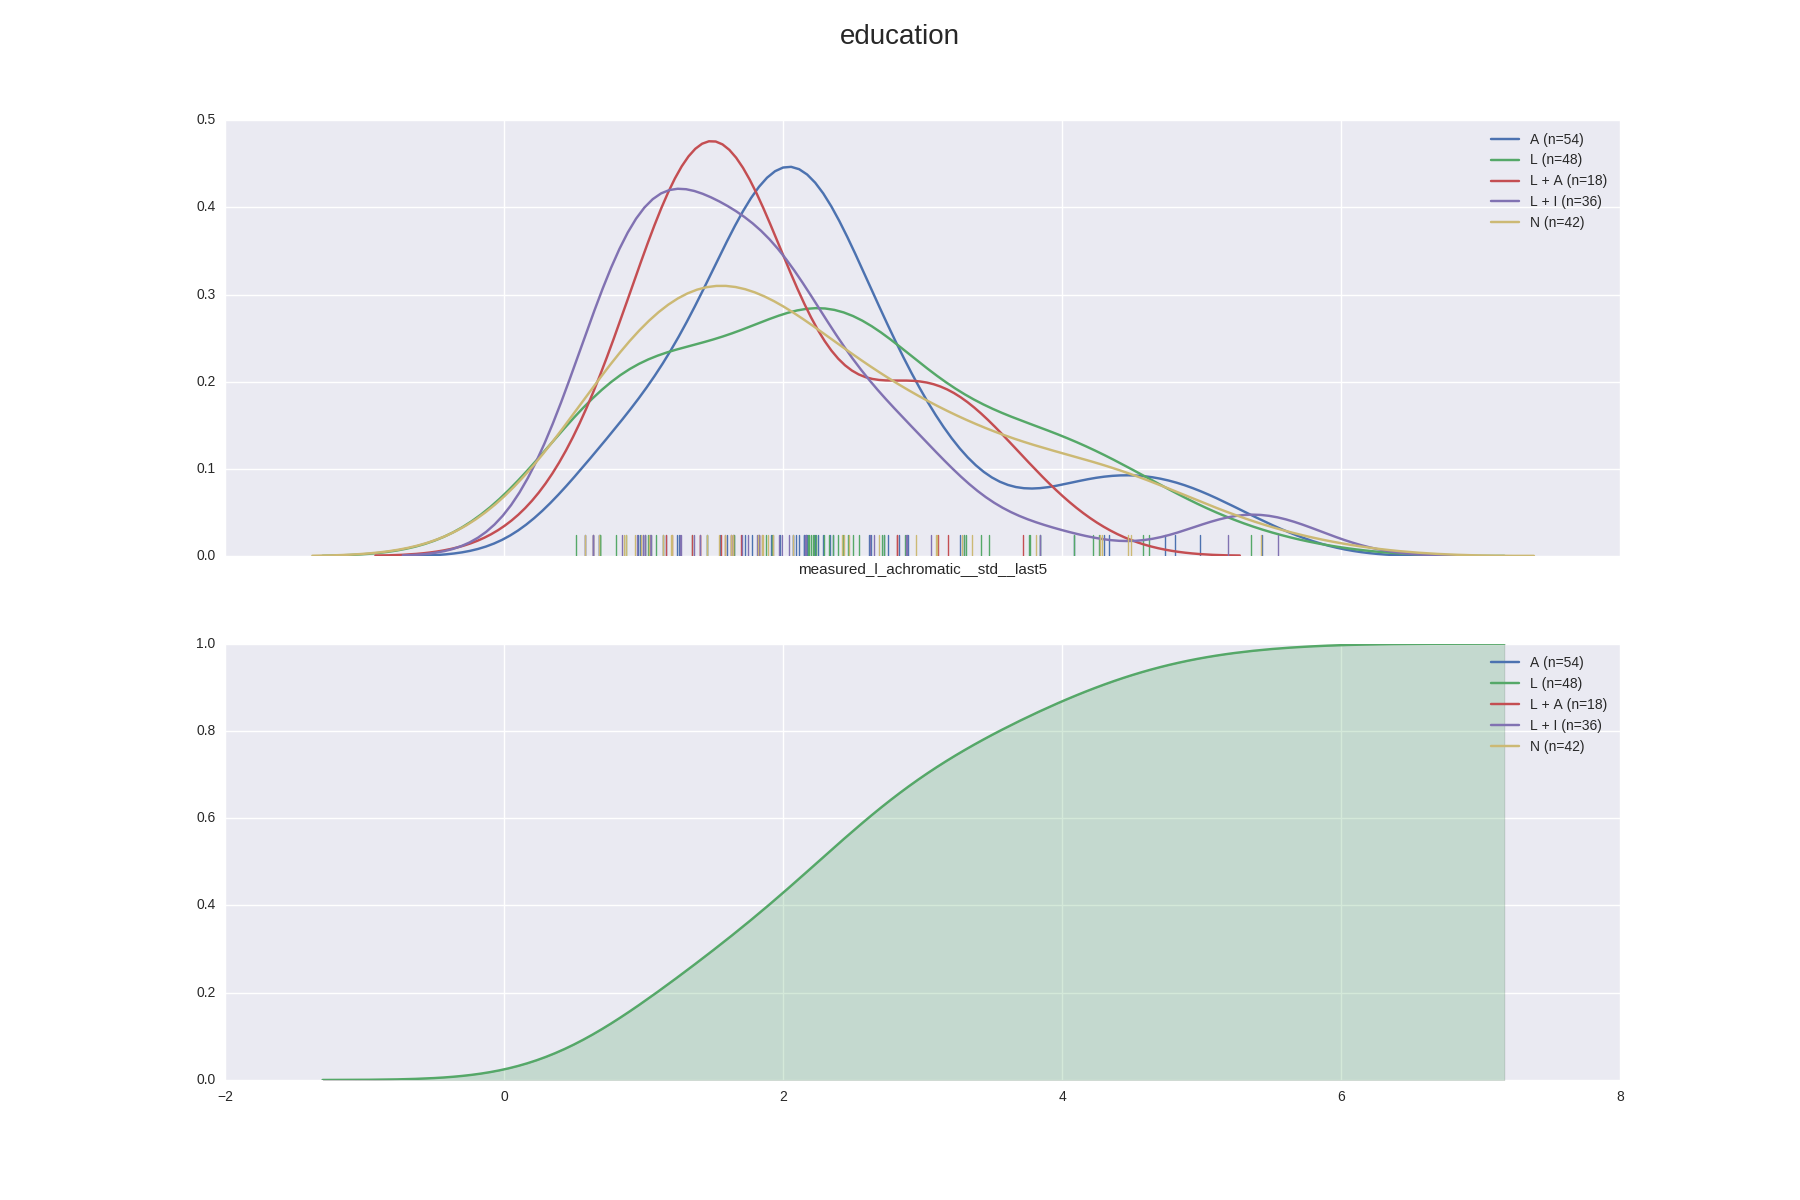 education
0.5
0.4
0.3
0.2
0.1
0.0
A (n=54)
L (n=48)
L + A (n=18)
L + I (n=36)
N (n=42)
measured_l_achromatic__std__last5
1.0
0.8
0.6
0.4
0.2
0.0
A (n=54)
L (n=48)
L + A (n=18)
L + I (n=36)
N (n=42)
−2 0 2 4 6 8